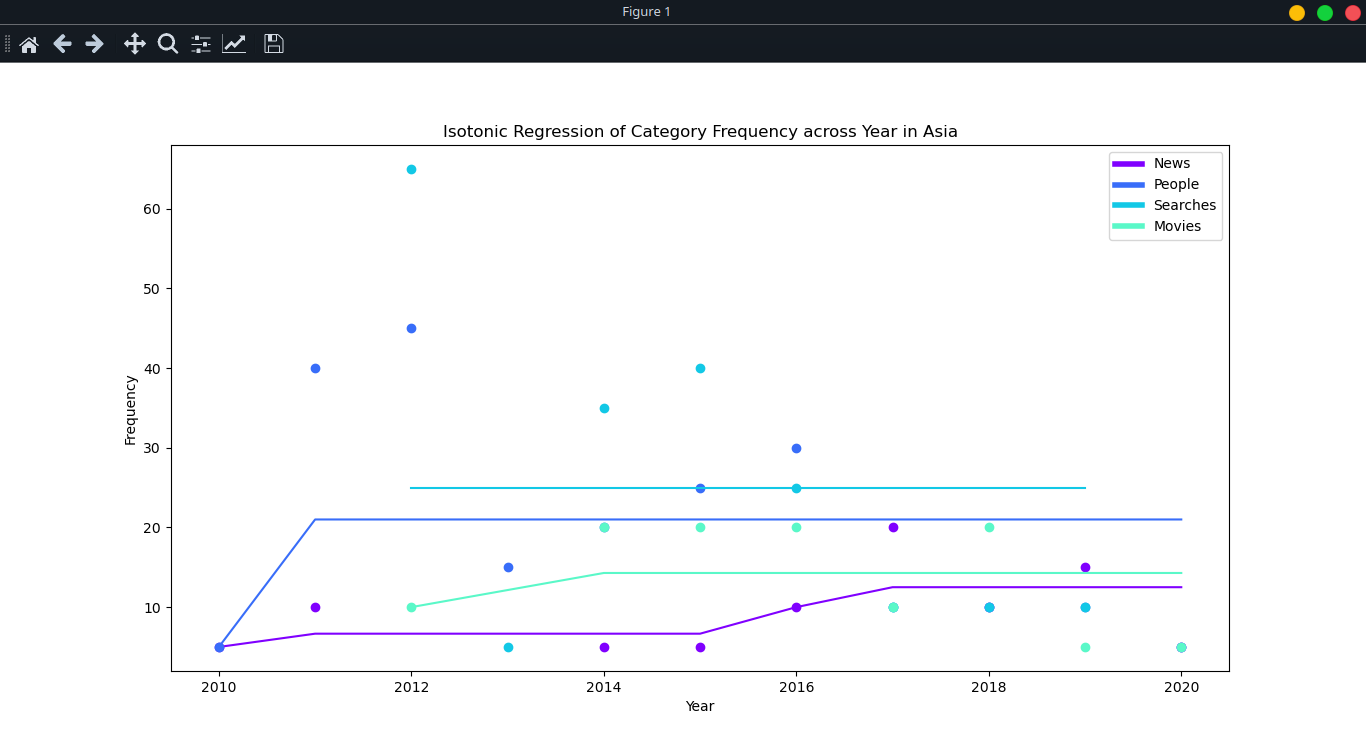 Figure 1
Isotonic Regression of Category Frequency across Year in Asia
News
People
Searches
Movies
60
50
40
30
20
10
Frequency
2010 2012 2014 2016 2018 2020
Year